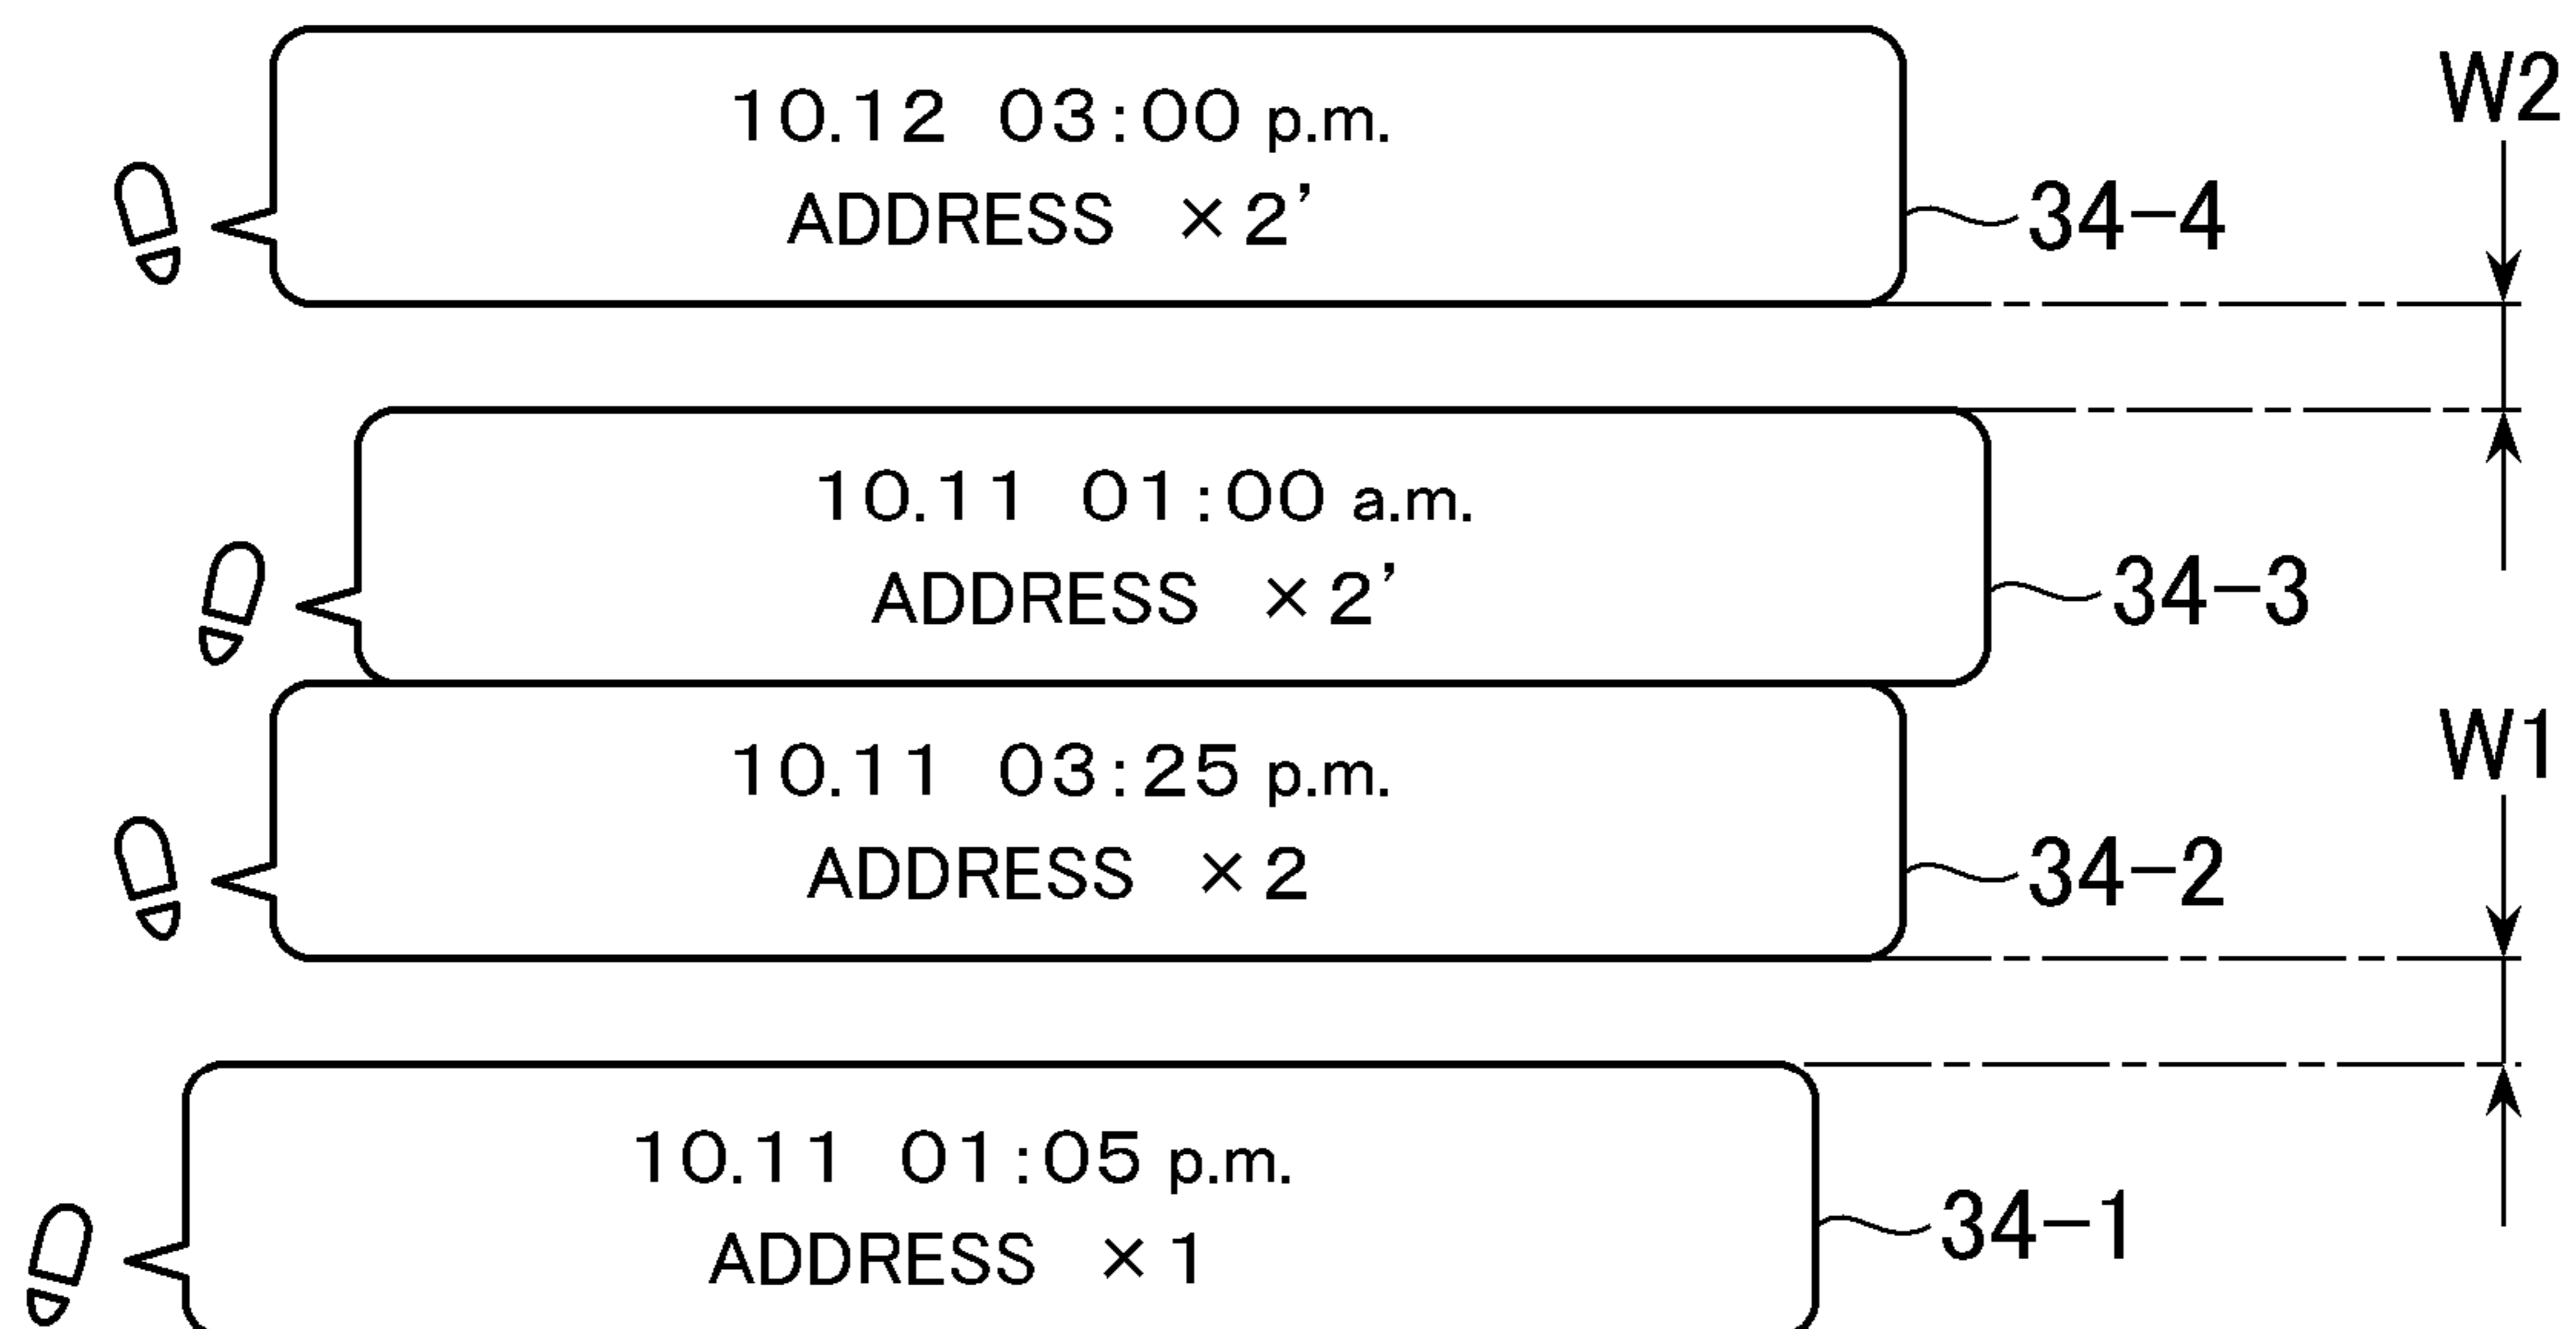 10.12 03:00 p.m.
ADDRESS ×2’
34-4
W2
10.11 01:00 a.m.
ADDRESS ×2’
34-3
10.11 03:25 p.m.
ADDRESS ×2
34-2
W1
10.11 01:05 p.m.
ADDRESS ×1
34-1